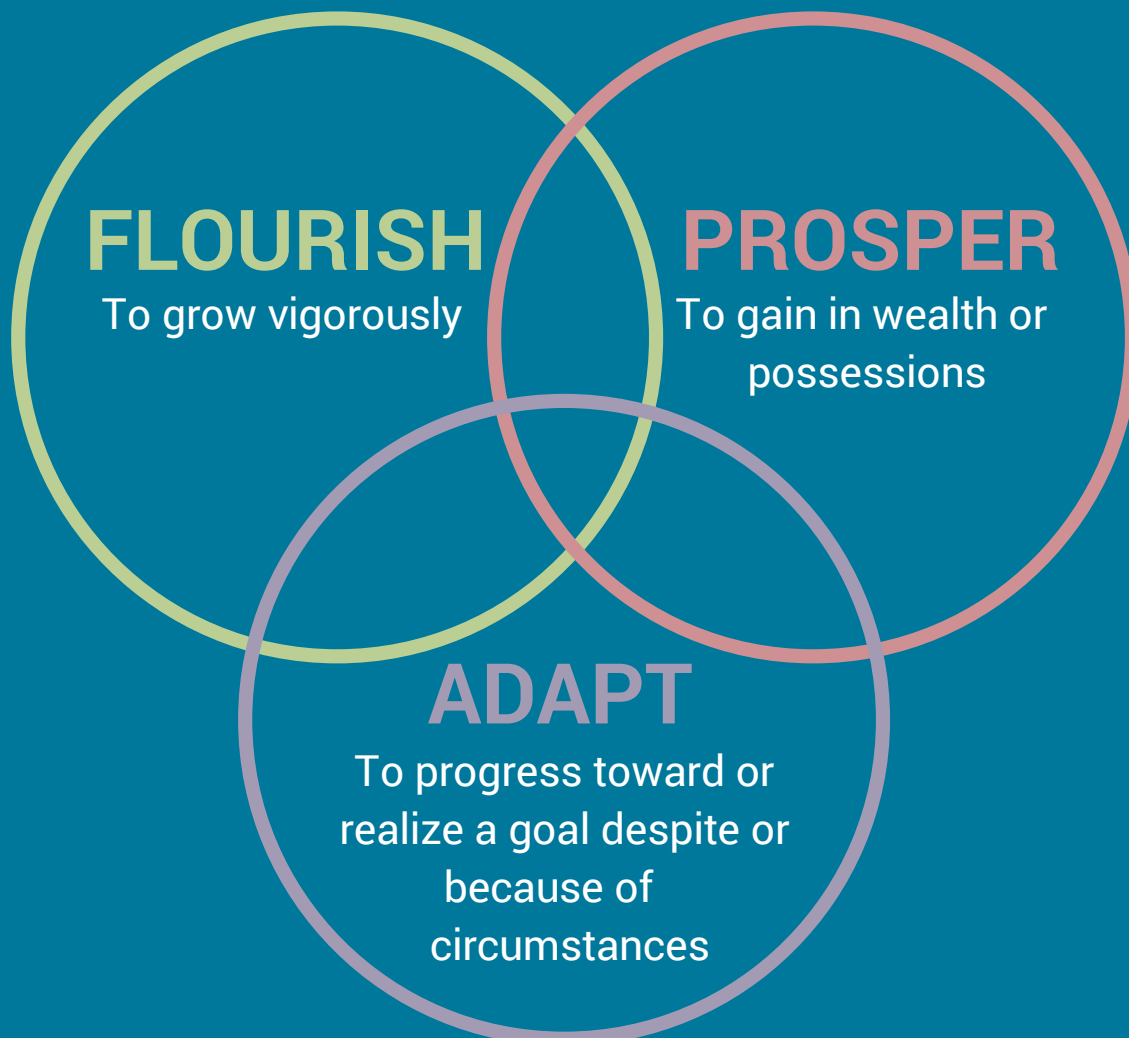 FLOURISH
To grow vigorously
PROSPER
To gain in wealth or
possessions
ADAPT
To progress toward or
realize a goal despite or
because of
circumstances